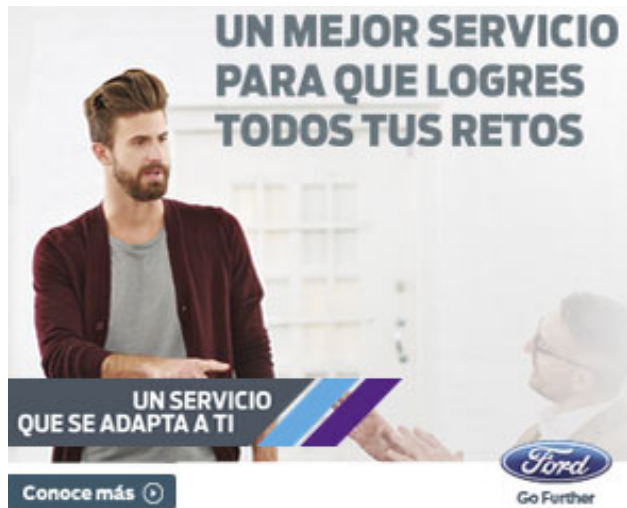 UN MEJOR SERVICIO
PARA QUE LOGRES
TODOS TUS RETOS
UN SERVICIO
QUE SE ADAPTA A TI
Conoce más
Ford
Go Further